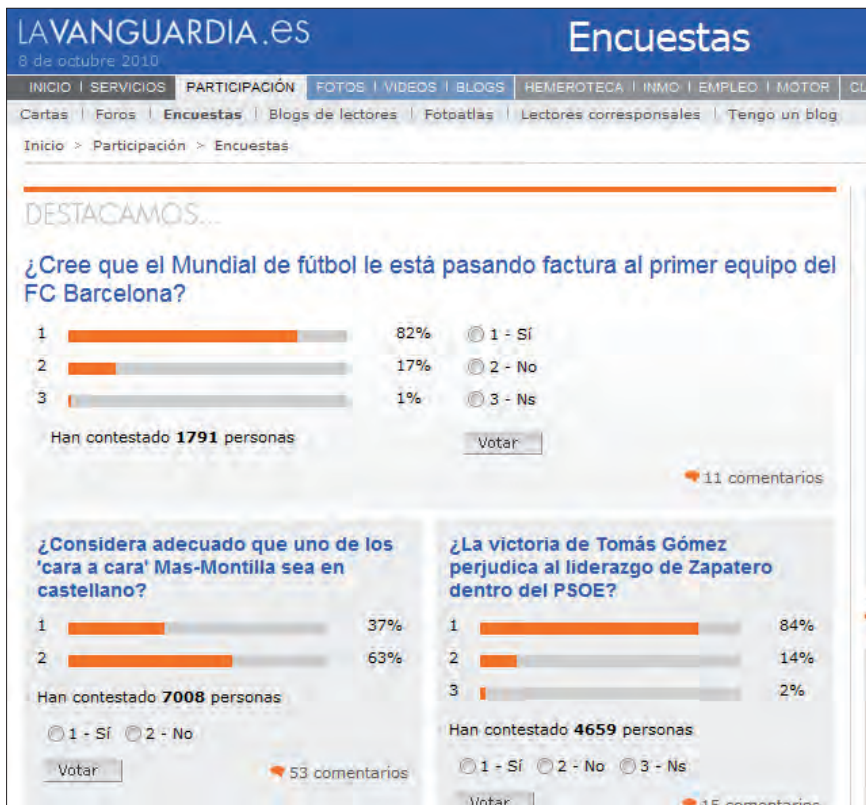 LAVANGUARDIA.es
Encuestas
8 de octubre 2010
INICIO | SERVICIOS PARTICIPACIÓN FOTOS | VIDEOS | BLOGS HEMEROTECA | INMO | EMPLEO | MOTOR
Cartas | Foros | Encuestas | Blogs de lectores | Fotoatlas | Lectores corresponsales | Tengo un blog
Inicio > Participación > Encuestas
DESTACAMOS...
¿Cree que el Mundial de fútbol le está pasando factura al primer equipo del
FC Barcelona?
1 82% 1 - Sí
2 17% 2 - No
3 1% 3 - Ns
Han contestado 1791 personas
Votar
11 comentarios
¿Considera adecuado que uno de los
'cara a cara' Mas-Montilla sea en
castellano?
1 37%
2 63%
Han contestado 7008 personas
1 - Sí 2 - No
Votar
53 comentarios
¿La victoria de Tomás Gómez
perjudica al liderazgo de Zapatero
dentro del PSOE?
1 84%
2 14%
3 2%
Han contestado 4659 personas
1 - Sí 2 - No 3 - Ns
Votar
15 comentarios